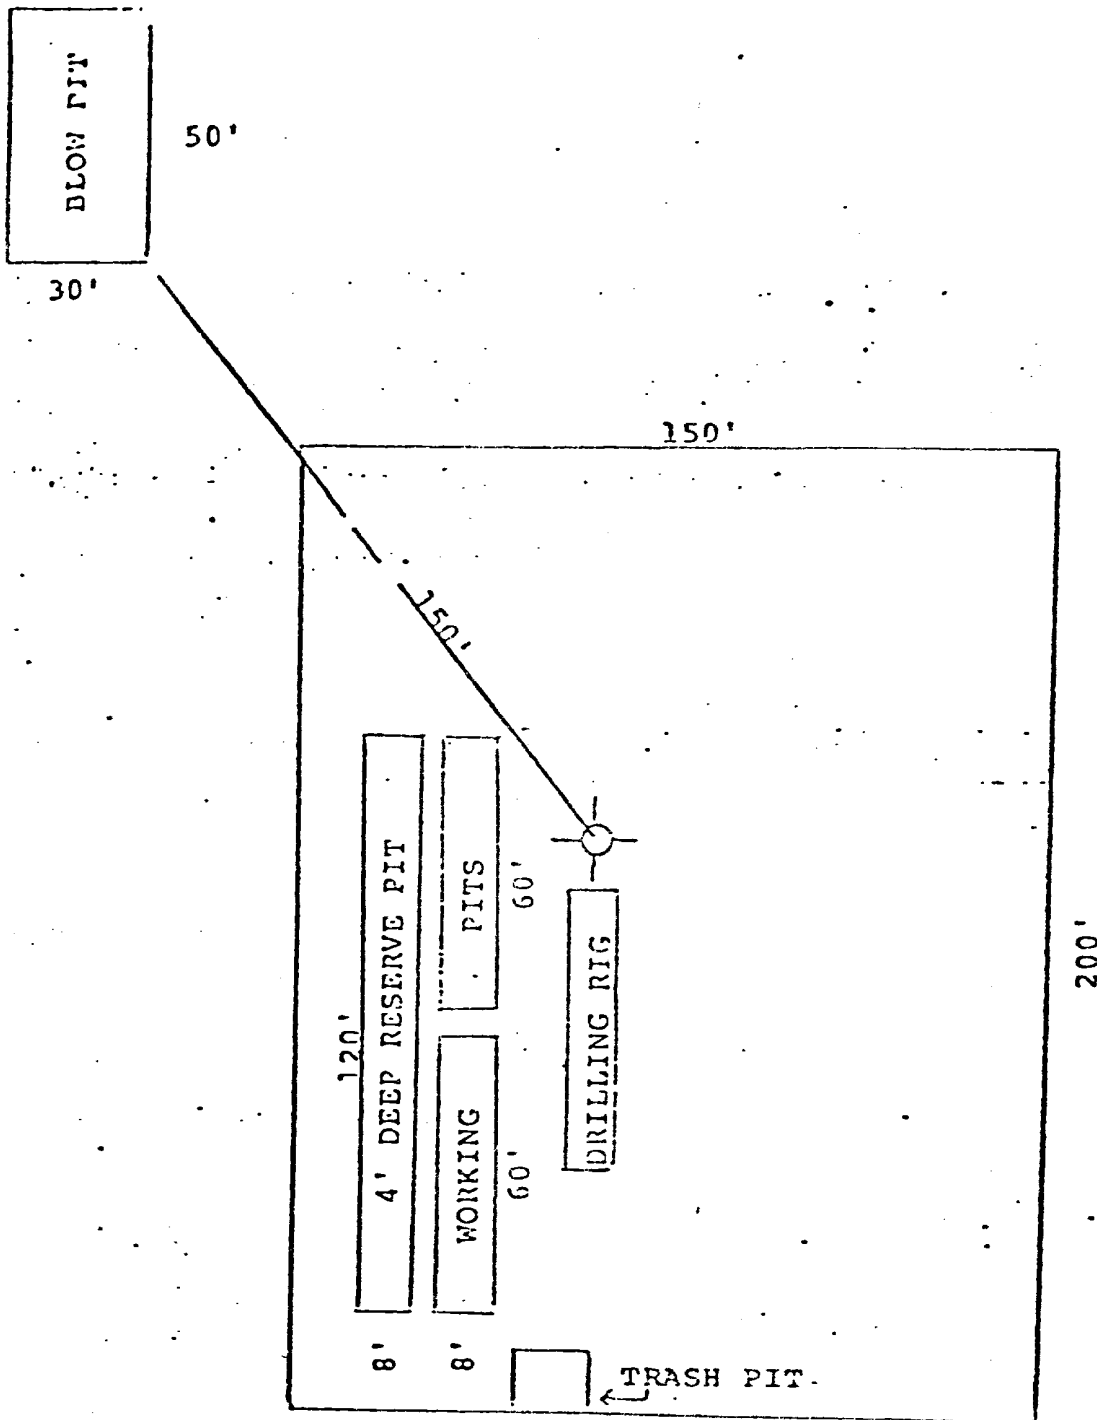 BLOW PIT
50'
30'
150'
150'
120'
4' DEEP RESERVE PIT
PITS
60'
WORKING
60'
DRILLING RIG
200'
8'
8'
TRASH PIT